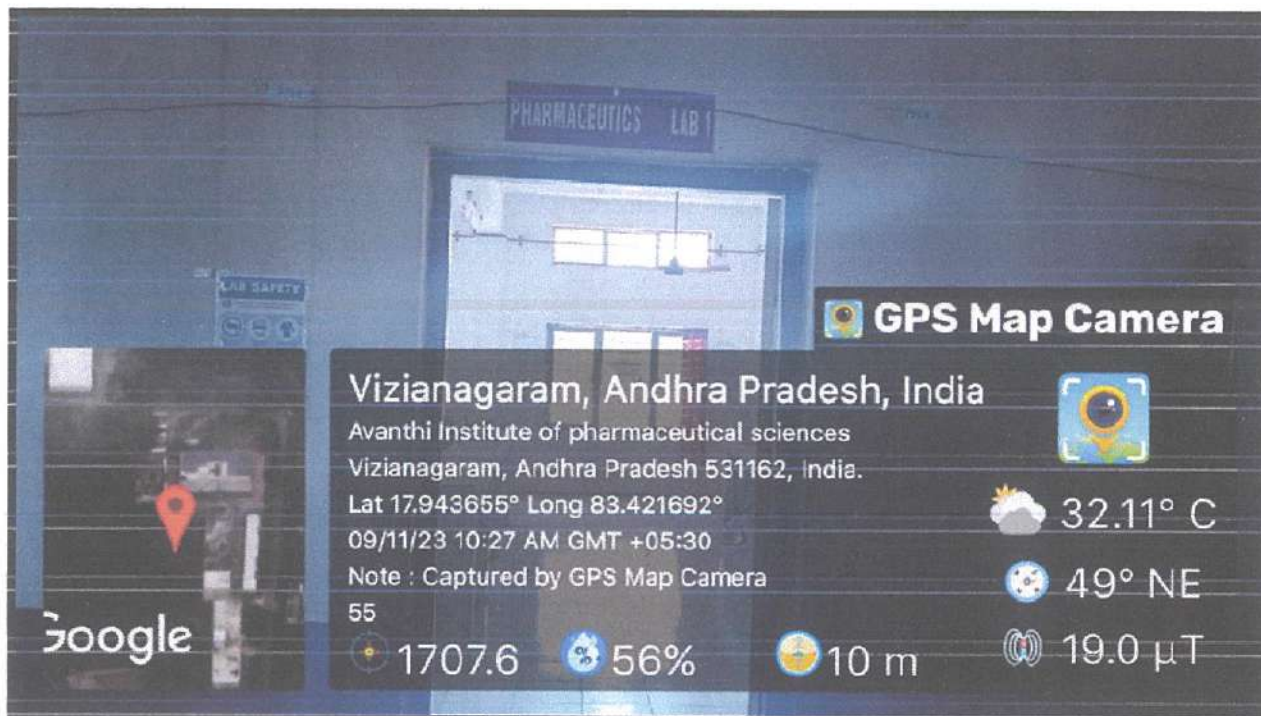 PHARMACEUTICS LAB 1
LAB SAFETY
GPS Map Camera
Vizianagaram, Andhra Pradesh, India
Avanthi Institute of pharmaceutical sciences
Vizianagaram, Andhra Pradesh 531162, India.
Lat 17.943655° Long 83.421692°
09/11/23 10:27 AM GMT +05:30
Note : Captured by GPS Map Camera
55
1707.6
56%
10 m
32.11° C
49° NE
19.0 µT
Google